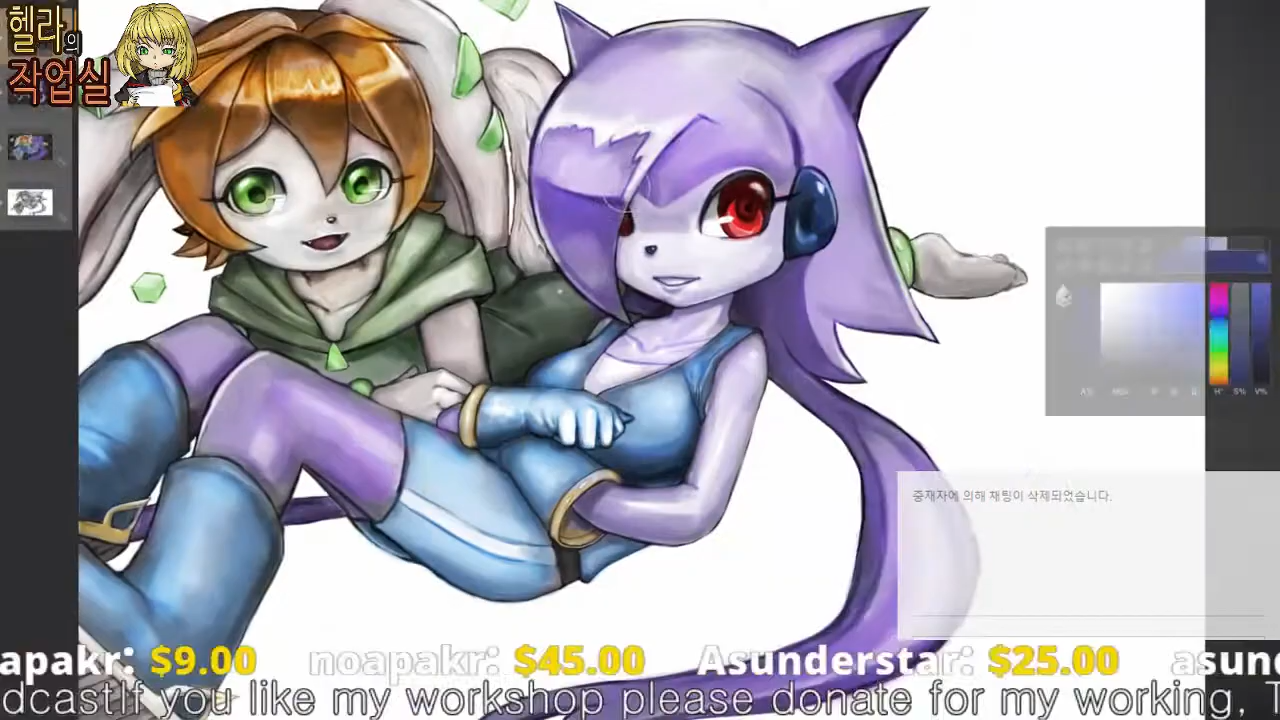 헬라의
작업실
중재자에 의해 채팅이 삭제되었습니다.
apakr: $9.00 noapakr: $45.00 Asunderstar: $25.00 asun
dcastIf you like my workshop please donate for my working, T